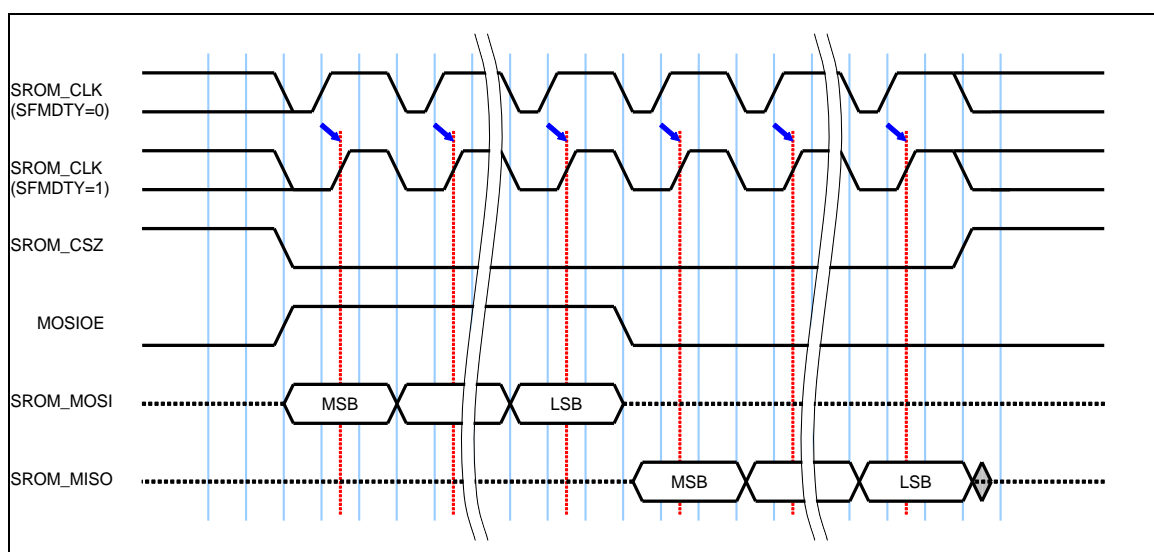 SROM_CLK
(SFMDTY=0)
SROM_CLK
(SFMDTY=1)
SROM_CSZ
MOSIOE
SROM_MOSI
MSB
LSB
SROM_MISO
MSB
LSB